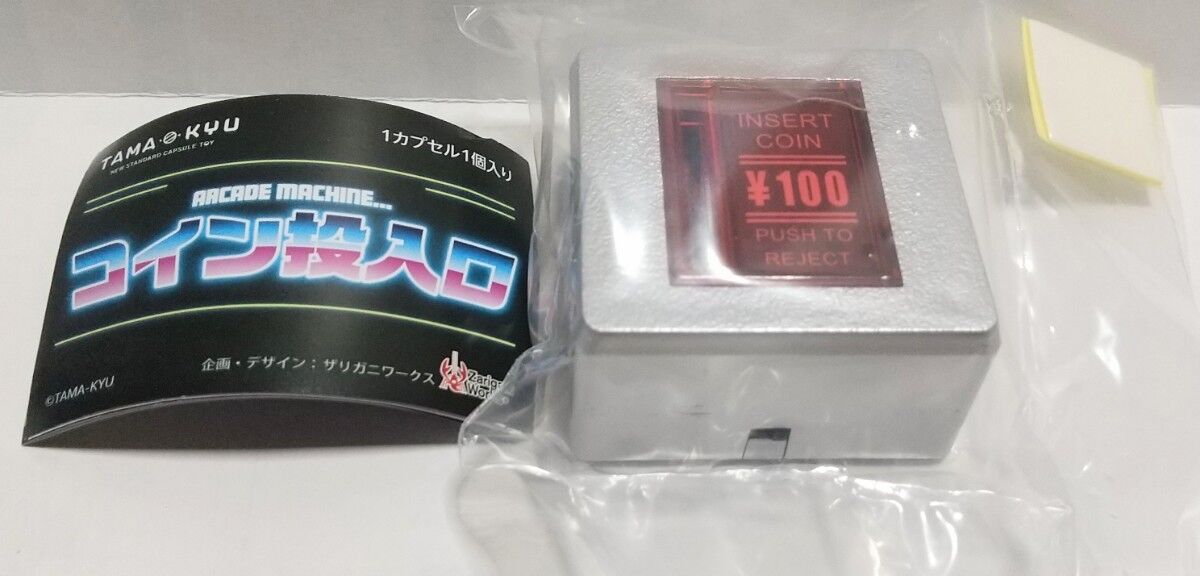 TAMA-O-KYU
NEW STANDARD CAPSULE TOY
1カプセル1個入り
ARCADE MACHINE...
コイン投入口
企画・デザイン：ザリガニワークス
©TAMA-KYU
INSERT
COIN
¥100
PUSH TO
REJECT